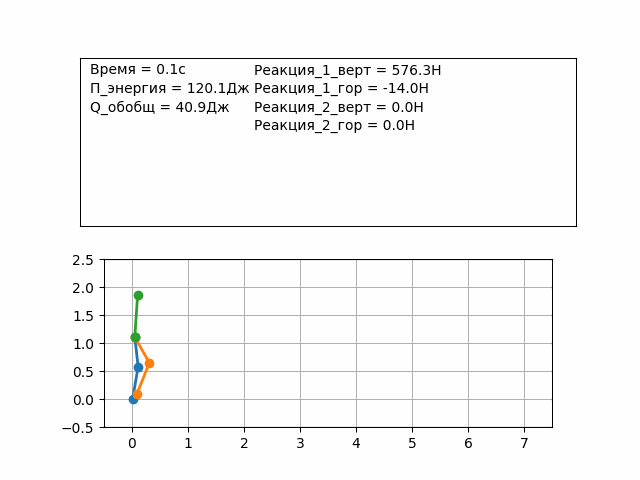 Время = 0.1с
П_энергия = 120.1Дж
Q_обобщ = 40.9Дж
Реакция_1_верт = 576.3Н
Реакция_1_гор = -14.0Н
Реакция_2_верт = 0.0Н
Реакция_2_гор = 0.0Н
2.5
2.0
1.5
1.0
0.5
0.0
−0.5
0 1 2 3 4 5 6 7